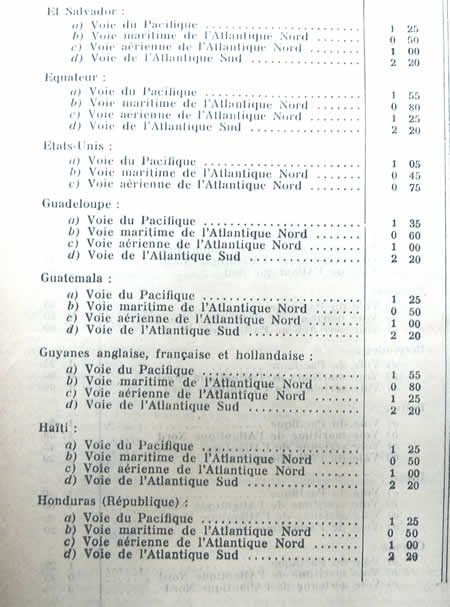 El Salvador :
a) Voie du Pacifique ........................ 1 25
b) Voie maritime de l'Atlantique Nord ....... 0 50
c) Voie aérienne de l'Atlantique Nord ....... 1 00
d) Voie de l'Atlantique Sud ................. 2 20
Equateur :
a) Voie du Pacifique ........................ 1 55
b) Voie maritime de l'Atlantique Nord ....... 0 80
c) Voie aérienne de l'Atlantique Nord ....... 1 25
d) Voie de l'Atlantique Sud ................. 2 20
Etats-Unis :
a) Voie du Pacifique ........................ 1 05
b) Voie maritime de l'Atlantique Nord ....... 0 45
c) Voie aérienne de l'Atlantique Nord ....... 0 75
Guadeloupe :
a) Voie du Pacifique ........................ 1 35
b) Voie maritime de l'Atlantique Nord ....... 0 60
c) Voie aérienne de l'Atlantique Nord ....... 1 00
d) Voie de l'Atlantique Sud ................. 2 20
Guatemala :
a) Voie du Pacifique ........................ 1 25
b) Voie maritime de l'Atlantique Nord ....... 0 50
c) Voie aérienne de l'Atlantique Nord ....... 1 00
d) Voie de l'Atlantique Sud ................. 2 20
Guyanes anglaise, française et hollandaise :
a) Voie du Pacifique ........................ 1 55
b) Voie maritime de l'Atlantique Nord ....... 0 80
c) Voie aérienne de l'Atlantique Nord ....... 1 25
d) Voie de l'Atlantique Sud ................. 2 20
Haïti :
a) Voie du Pacifique ........................ 1 25
b) Voie maritime de l'Atlantique Nord ....... 0 50
c) Voie aérienne de l'Atlantique Nord ....... 1 00
d) Voie de l'Atlantique Sud ................. 2 20
Honduras (République) :
a) Voie du Pacifique ........................ 1 25
b) Voie maritime de l'Atlantique Nord ....... 0 50
c) Voie aérienne de l'Atlantique Nord ....... 1 00
d) Voie de l'Atlantique Sud ................. 2 20